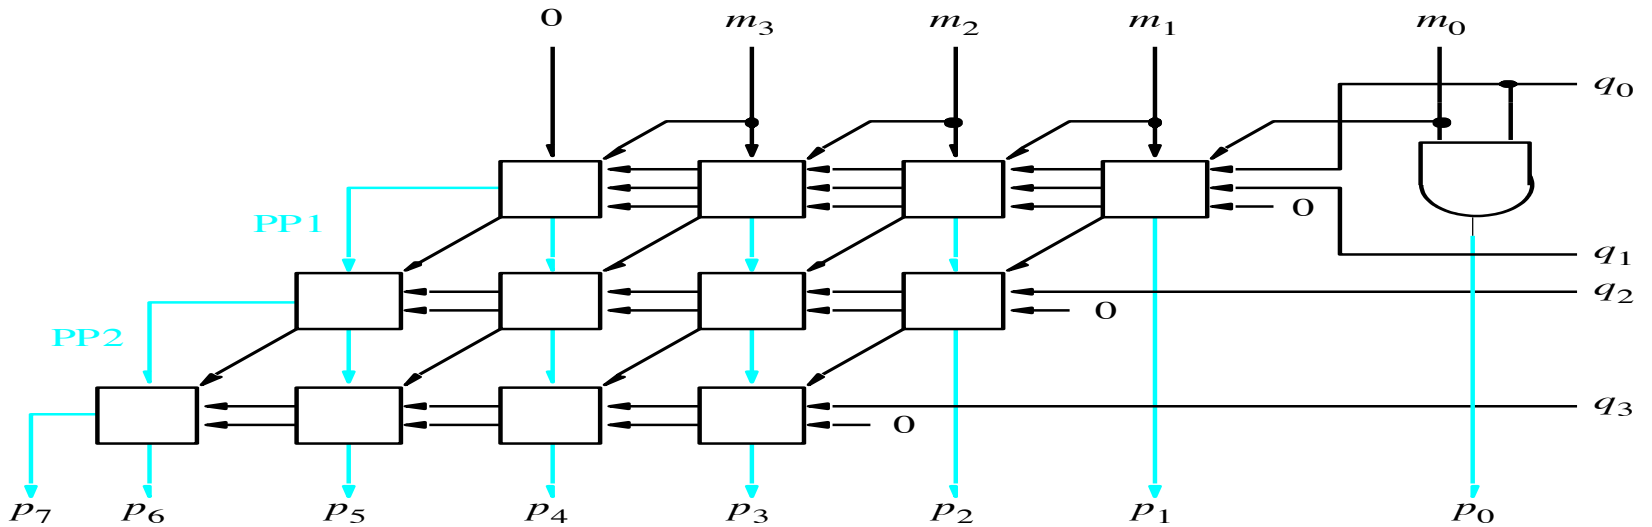 0 m₃ m₂ m₁ m₀
q₀
0
PP1
q₁
q₂
0
PP2
q₃
0
p₇ p₆ p₅ p₄ p₃ p₂ p₁ p₀